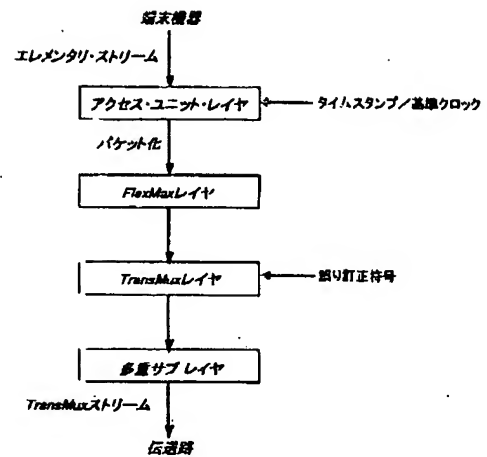 端末機器
エレメンタリ・ストリーム
アクセス・ユニット・レイヤ
タイムスタンプ/基準クロック
パケット化
FlexMaxレイヤ
TransMuxレイヤ
誤り訂正符号
多重サブレイヤ
TransMuxストリーム
伝送路